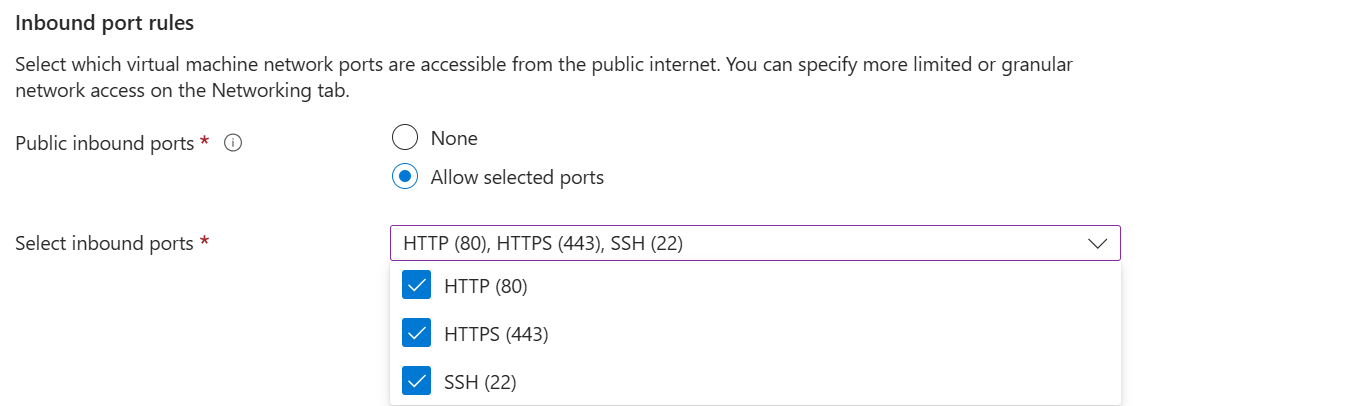 Inbound port rules
Select which virtual machine network ports are accessible from the public internet. You can specify more limited or granular
network access on the Networking tab.
Public inbound ports *
None
Allow selected ports
Select inbound ports *
HTTP (80), HTTPS (443), SSH (22)
HTTP (80)
HTTPS (443)
SSH (22)